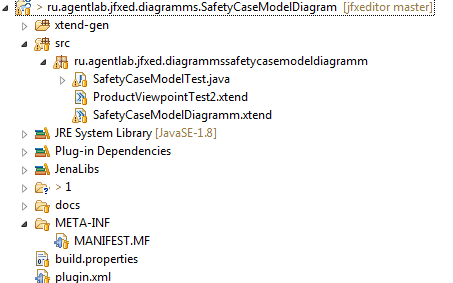 > ru.agentlab.jfxed.diagramms.SafetyCaseModelDiagram [jfxeditor master]
xtend-gen
src
ru.agentlab.jfxed.diagrammssafetycasemodeldiagramm
SafetyCaseModelTest.java
ProductViewpointTest2.xtend
SafetyCaseModelDiagramm.xtend
JRE System Library [JavaSE-1.8]
Plug-in Dependencies
JenaLibs
> 1
docs
META-INF
MANIFEST.MF
build.properties
plugin.xml